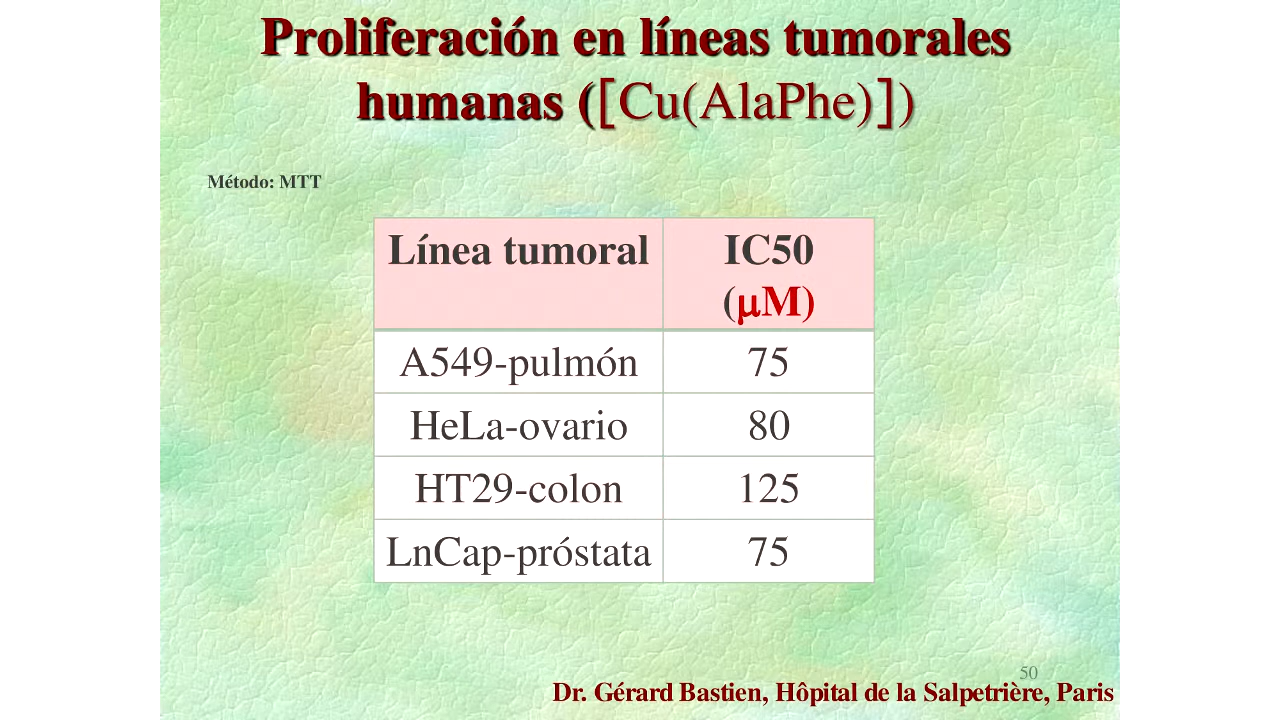 Proliferación en líneas tumorales
humanas ([Cu(AlaPhe)])
Método: MTT
Línea tumoral IC50
(μM)
A549-pulmón 75
HeLa-ovario 80
HT29-colon 125
LnCap-próstata 75
50
Dr. Gérard Bastien, Hôpital de la Salpetrière, Paris